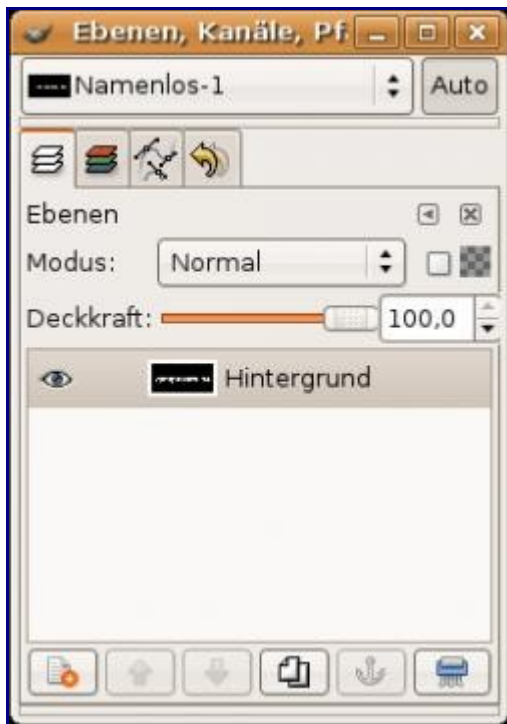 Ebenen, Kanäle, Pf
Namenlos-1
Auto
Ebenen
Modus: Normal
Deckkraft: 100,0
Hintergrund